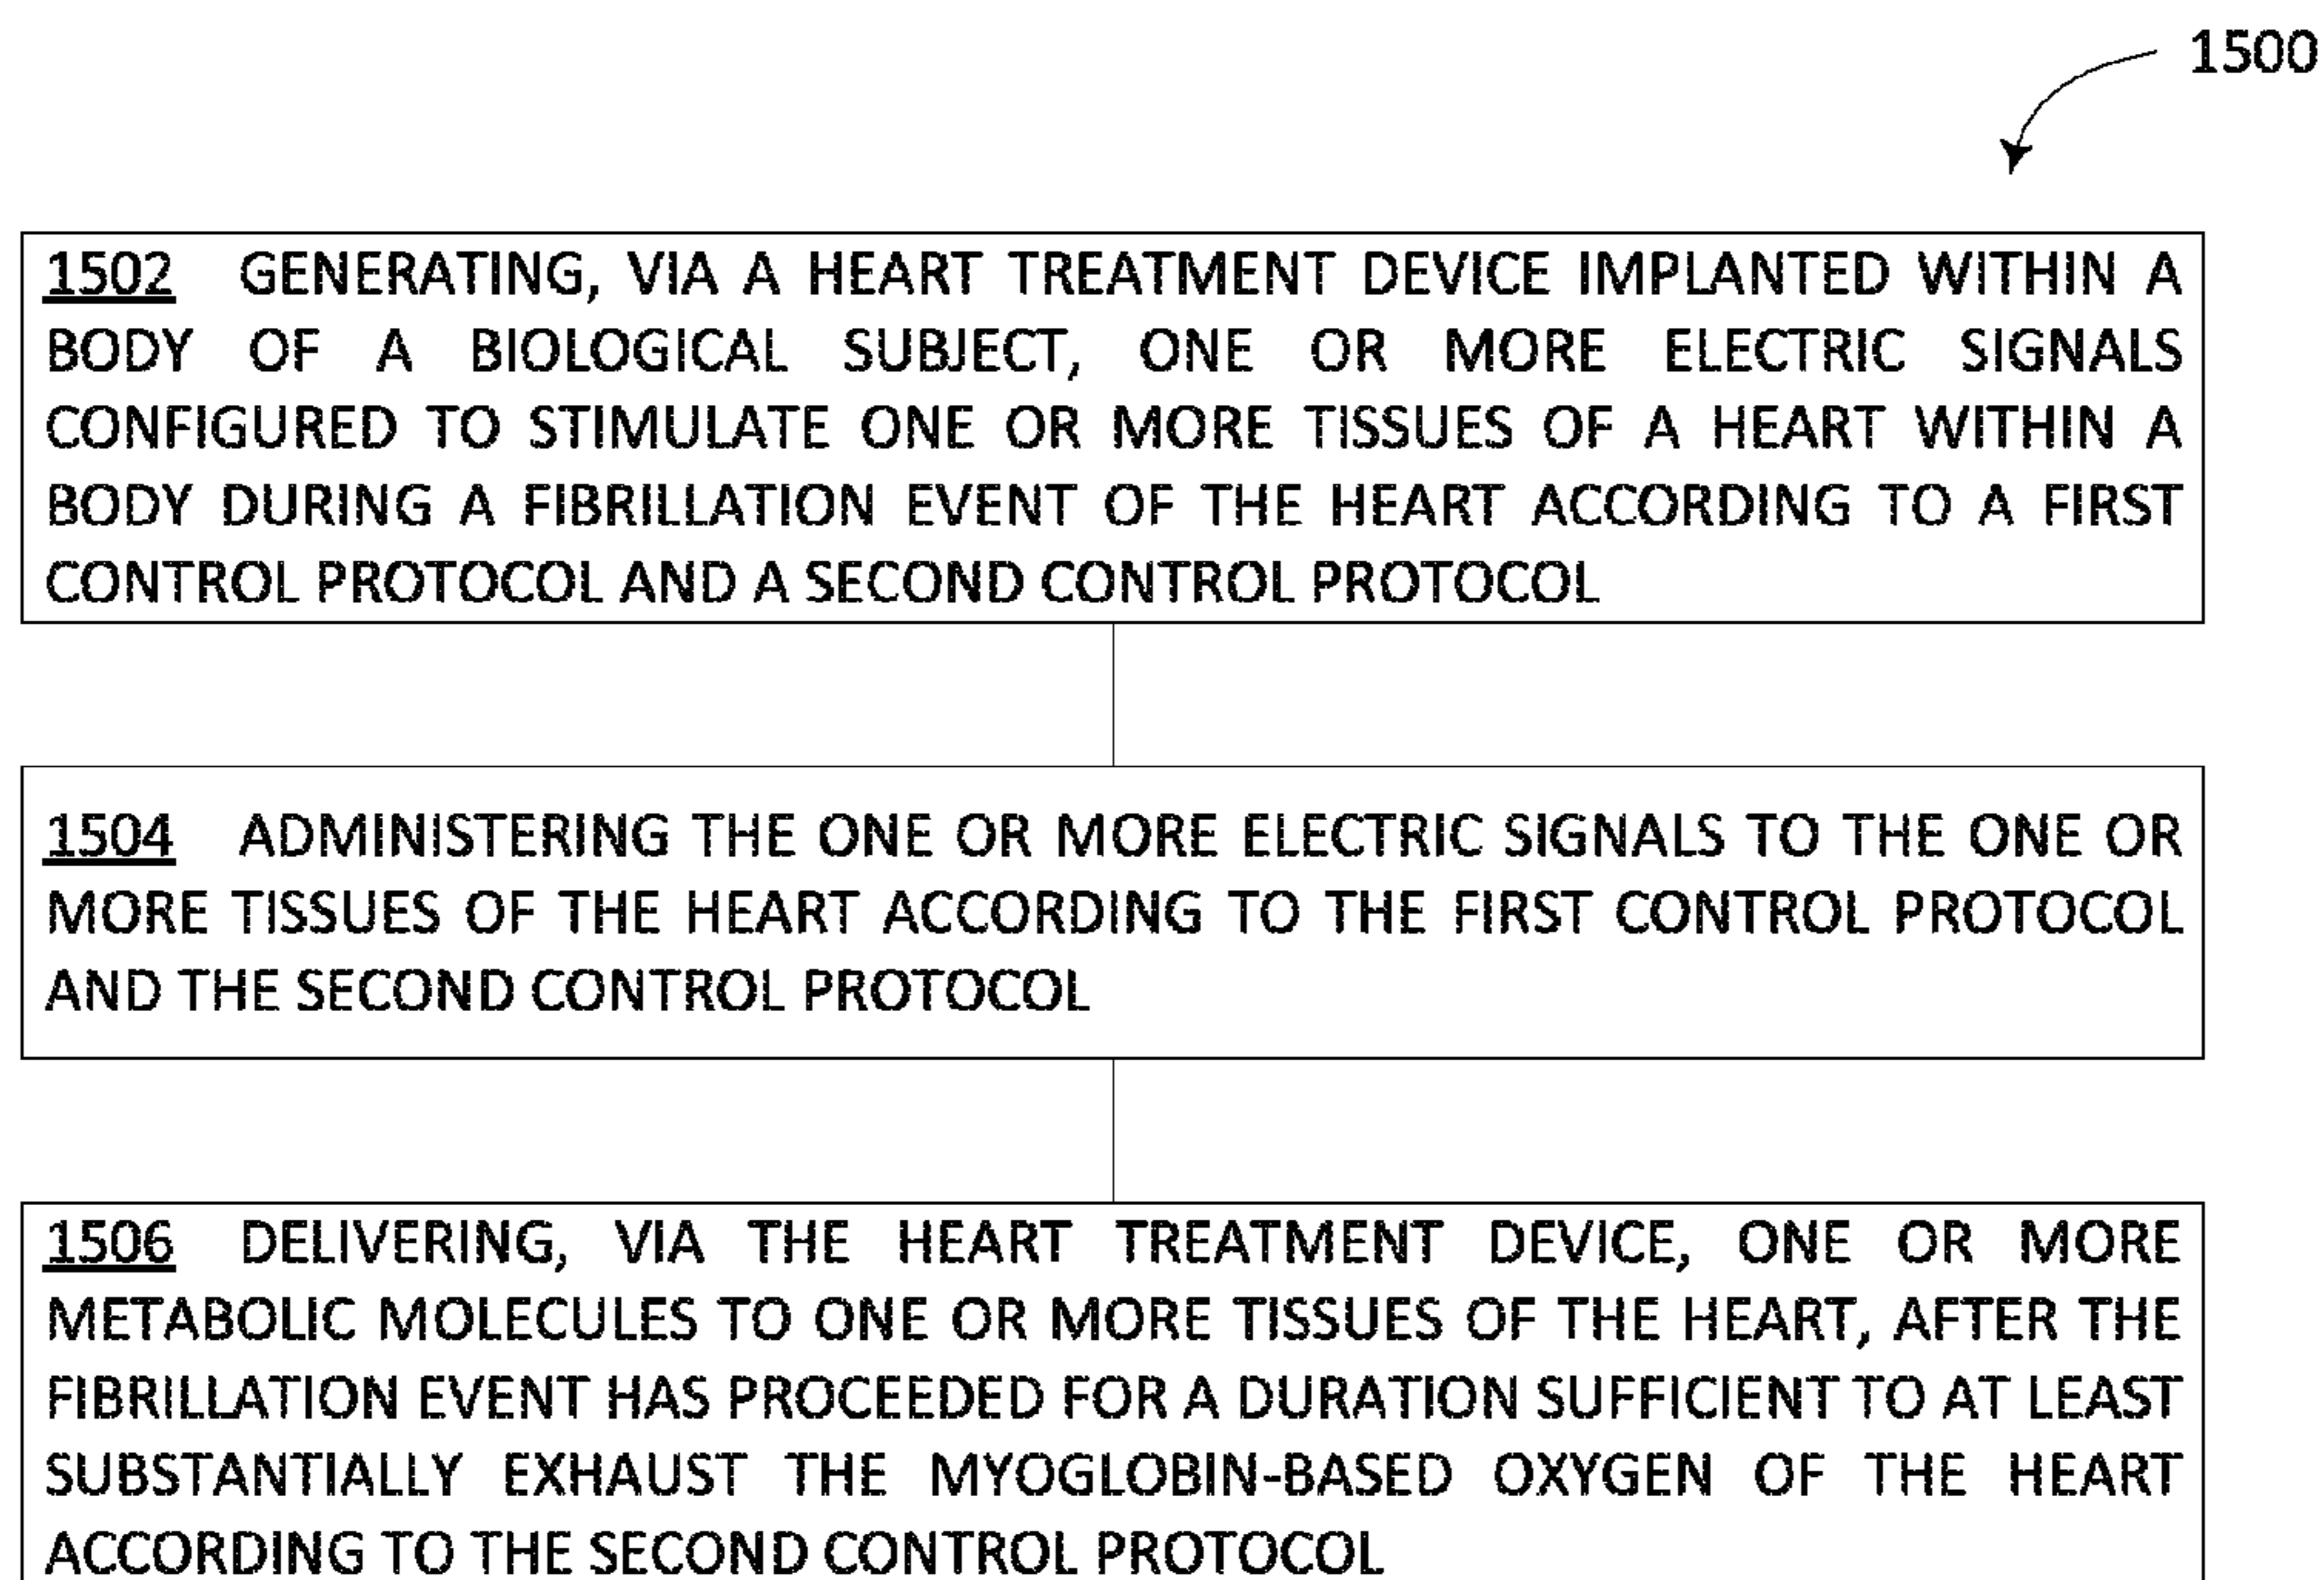 1500
1502 GENERATING, VIA A HEART TREATMENT DEVICE IMPLANTED WITHIN A
BODY OF A BIOLOGICAL SUBJECT, ONE OR MORE ELECTRIC SIGNALS
CONFIGURED TO STIMULATE ONE OR MORE TISSUES OF A HEART WITHIN A
BODY DURING A FIBRILLATION EVENT OF THE HEART ACCORDING TO A FIRST
CONTROL PROTOCOL AND A SECOND CONTROL PROTOCOL
1504 ADMINISTERING THE ONE OR MORE ELECTRIC SIGNALS TO THE ONE OR
MORE TISSUES OF THE HEART ACCORDING TO THE FIRST CONTROL PROTOCOL
AND THE SECOND CONTROL PROTOCOL
1506 DELIVERING, VIA THE HEART TREATMENT DEVICE, ONE OR MORE
METABOLIC MOLECULES TO ONE OR MORE TISSUES OF THE HEART, AFTER THE
FIBRILLATION EVENT HAS PROCEEDED FOR A DURATION SUFFICIENT TO AT LEAST
SUBSTANTIALLY EXHAUST THE MYOGLOBIN-BASED OXYGEN OF THE HEART
ACCORDING TO THE SECOND CONTROL PROTOCOL